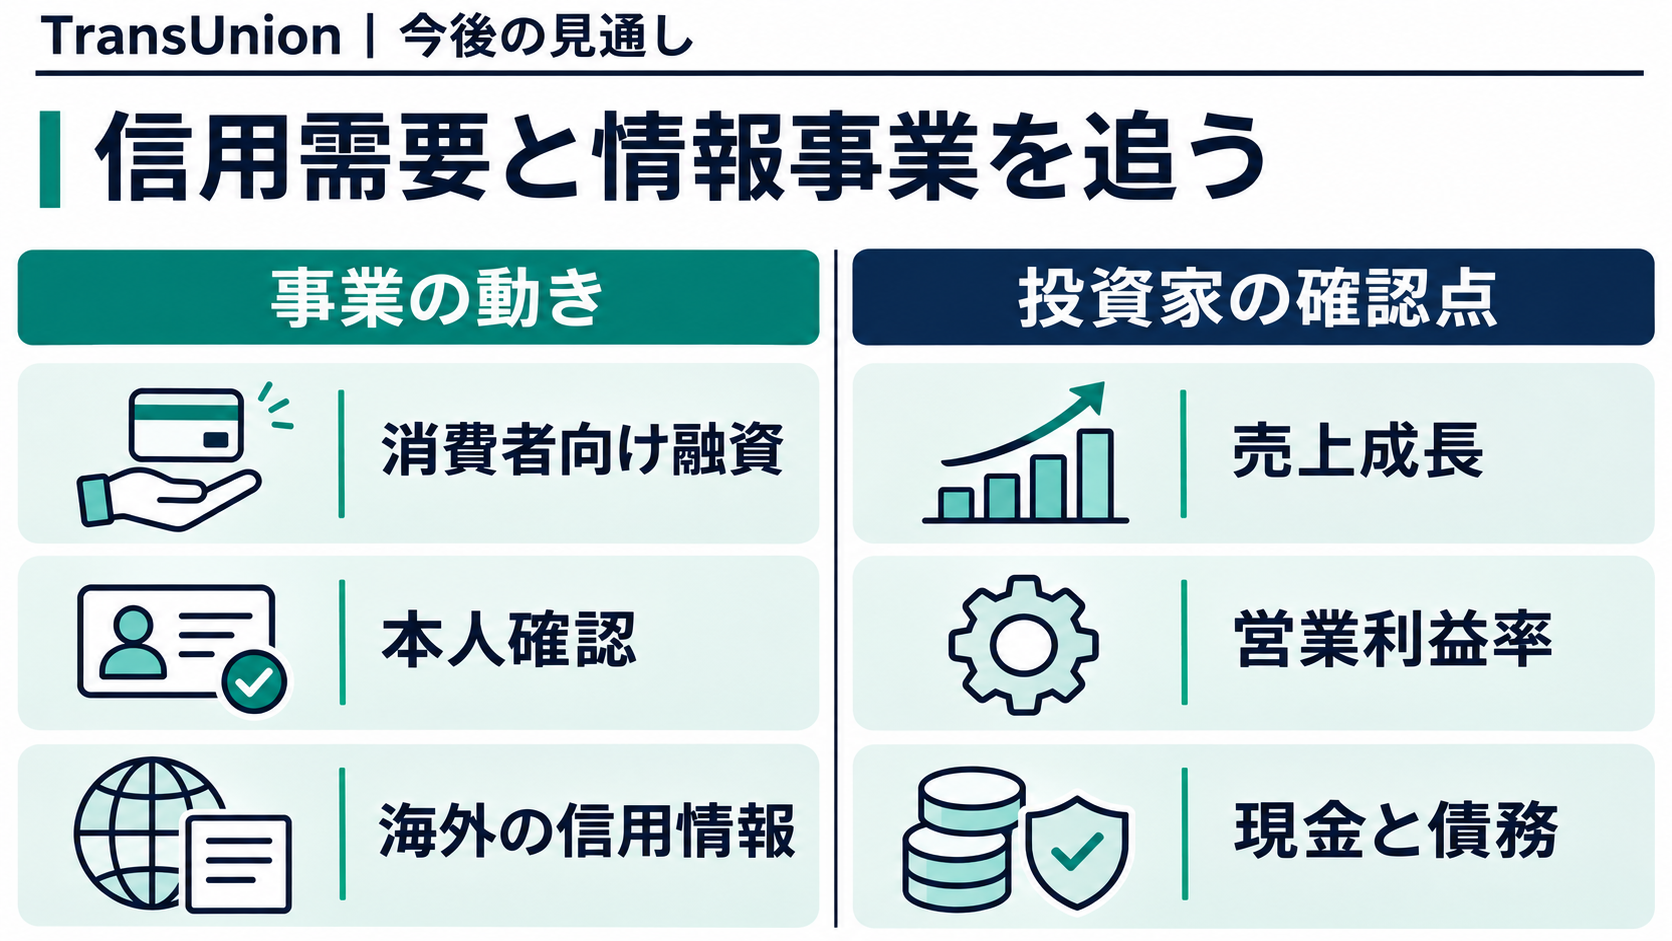 TransUnion | 今後の見通し
信用需要と情報事業を追う
事業の動き
消費者向け融資
本人確認
海外の信用情報
投資家の確認点
売上成長
営業利益率
現金と債務